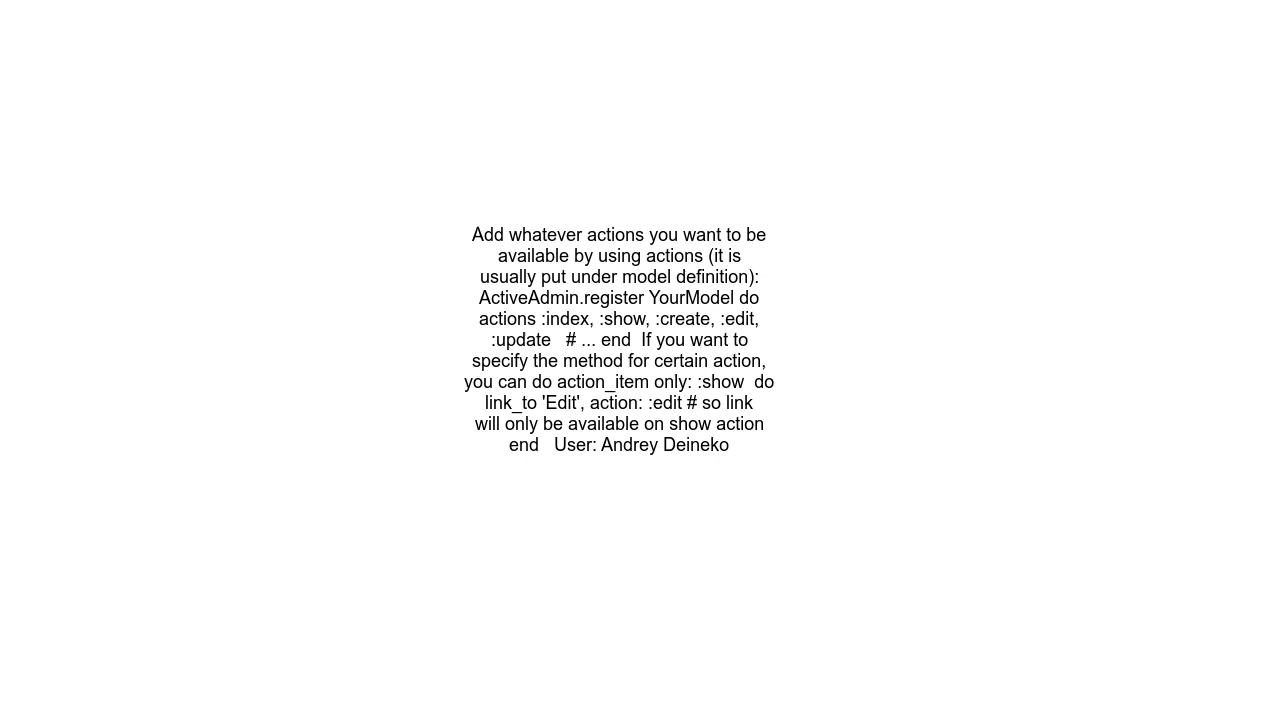 Add whatever actions you want to be
available by using actions (it is
usually put under model definition):
ActiveAdmin.register YourModel do
actions :index, :show, :create, :edit,
:update   # ... end  If you want to
specify the method for certain action,
you can do action_item only: :show  do
link_to 'Edit', action: :edit # so link
will only be available on show action
end   User: Andrey Deineko